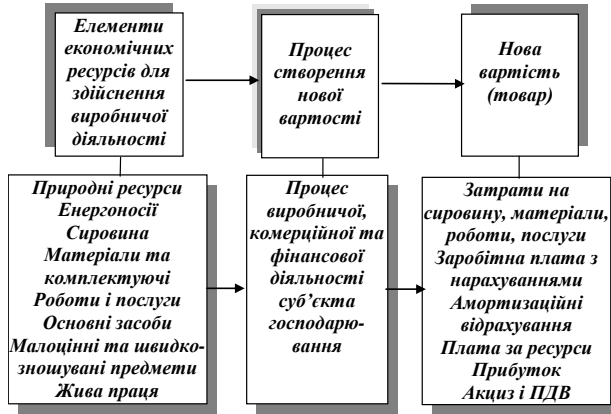 Елементи
економічних
ресурсів для
здійснення
виробничої
діяльності
Процес
створення
нової
вартості
Нова
вартість
(товар)
Природні ресурси
Енергоносії
Сировина
Матеріали та
комплектуючі
Роботи і послуги
Основні засоби
Малоцінні та швидко-
зношувані предмети
Жива праця
Процес
виробничої,
комерційної та
фінансової
діяльності
суб’єкта
господарю-
вання
Затрати на
сировину, матеріали,
роботи, послуги
Заробітна плата з
нарахуваннями
Амортизаційні
відрахування
Плата за ресурси
Прибуток
Акциз і ПДВ